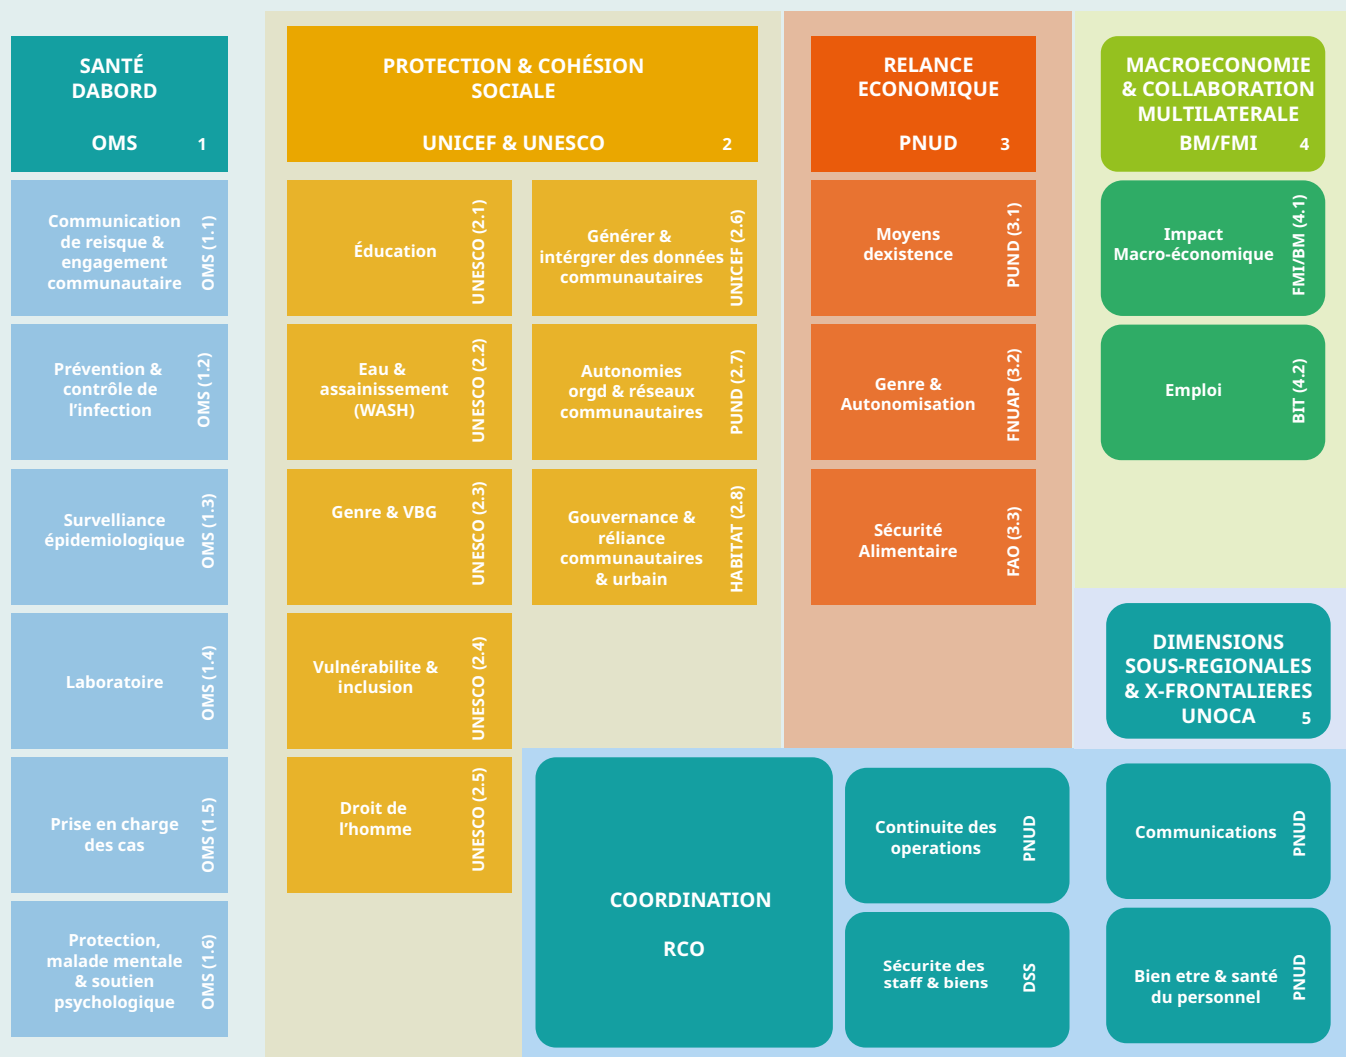 SANTÉ
DABORD
OMS 1
Communication
de reisque &
engagement
communautaire
OMS (1.1)
Prévention &
contrôle de
l’infection
OMS (1.2)
Survelliance
épidemiologique
OMS (1.3)
Laboratoire
OMS (1.4)
Prise en charge
des cas
OMS (1.5)
Protection,
malade mentale
& soutien
psychologique
OMS (1.6)
PROTECTION & COHÉSION
SOCIALE
UNICEF & UNESCO 2
Éducation
UNESCO (2.1)
Eau &
assainissement
(WASH)
UNESCO (2.2)
Genre & VBG
UNESCO (2.3)
Vulnérabilite &
inclusion
UNESCO (2.4)
Droit de
l’homme
UNESCO (2.5)
Générer &
intérgrer des données
communautaires
UNICEF (2.6)
Autonomies
orgd & réseaux
communautaires
PUND (2.7)
Gouvernance &
réliance
communautaires
& urbain
HABITAT (2.8)
RELANCE
ECONOMIQUE
PNUD 3
Moyens
dexistence
PUND (3.1)
Genre &
Autonomisation
FNUAP (3.2)
Sécurité
Alimentaire
FAO (3.3)
MACROECONOMIE
& COLLABORATION
MULTILATERALE
BM/FMI 4
Impact
Macro-économique
FMI/BM (4.1)
Emploi
BIT (4.2)
DIMENSIONS
SOUS-REGIONALES
& X-FRONTALIERES
UNOCA 5
COORDINATION
RCO
Continuite des
operations
PNUD
Sécurite des
staff & biens
DSS
Communications
PNUD
Bien etre & santé
du personnel
PNUD